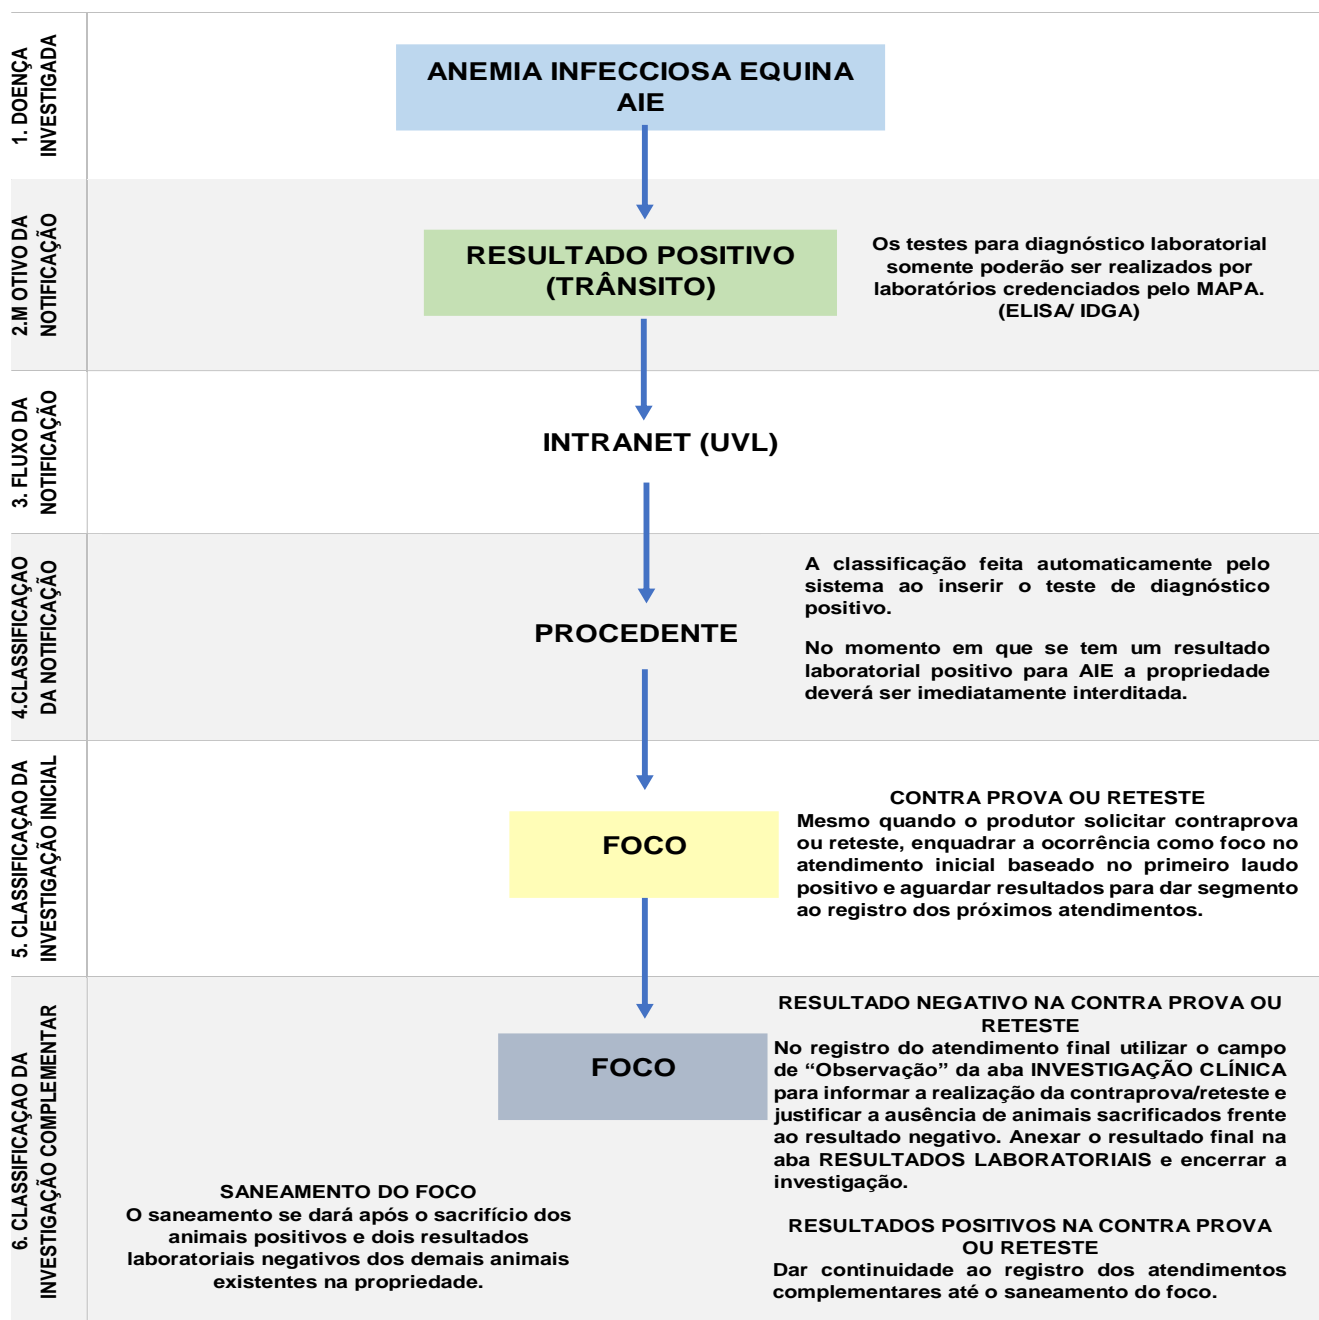 1. DOENÇA
INVESTIGADA
ANEMIA INFECCIOSA EQUINA
AIE
2.M OTIVO DA
NOTIFICAÇÃO
RESULTADO POSITIVO
(TRÂNSITO)
Os testes para diagnóstico laboratorial
somente poderão ser realizados por
laboratórios credenciados pelo MAPA.
(ELISA/ IDGA)
3. FLUXO DA
NOTIFICAÇÃO
INTRANET (UVL)
4.CLASSIFICAÇAO
DA NOTIFICAÇÃO
PROCEDENTE
A classificação feita automaticamente pelo
sistema ao inserir o teste de diagnóstico
positivo.
No momento em que se tem um resultado
laboratorial positivo para AIE a propriedade
deverá ser imediatamente interditada.
5. CLASSIFICAÇAO DA
INVESTIGAÇÃO INICIAL
FOCO
CONTRA PROVA OU RETESTE
Mesmo quando o produtor solicitar contraprova
ou reteste, enquadrar a ocorrência como foco no
atendimento inicial baseado no primeiro laudo
positivo e aguardar resultados para dar segmento
ao registro dos próximos atendimentos.
6. CLASSIFICAÇAO DA
INVESTIGAÇÃO COMPLEMENTAR
FOCO
RESULTADO NEGATIVO NA CONTRA PROVA OU
RETESTE
No registro do atendimento final utilizar o campo
de “Observação” da aba INVESTIGAÇÃO CLÍNICA
para informar a realização da contraprova/reteste e
justificar a ausência de animais sacrificados frente
ao resultado negativo. Anexar o resultado final na
aba RESULTADOS LABORATORIAIS e encerrar a
investigação.
SANEAMENTO DO FOCO
O saneamento se dará após o sacrifício dos
animais positivos e dois resultados
laboratoriais negativos dos demais animais
existentes na propriedade.
RESULTADOS POSITIVOS NA CONTRA PROVA
OU RETESTE
Dar continuidade ao registro dos atendimentos
complementares até o saneamento do foco.